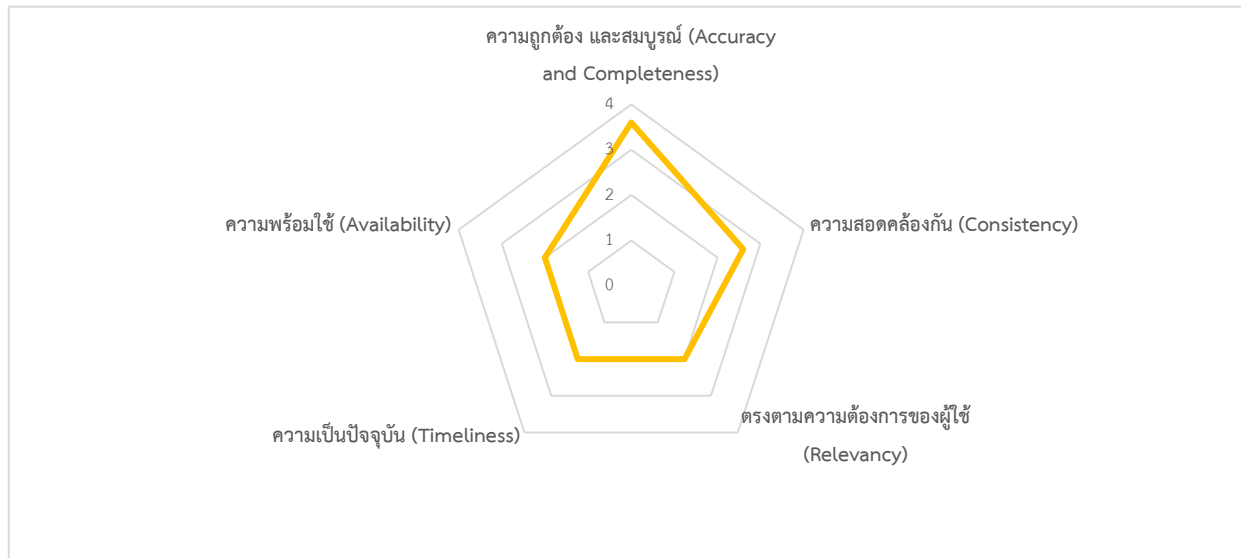 ความถูกต้อง และสมบูรณ์ (Accuracy
and Completeness)
4
3
2
1
0
ความพร้อมใช้ (Availability)
ความสอดคล้องกัน (Consistency)
ความเป็นปัจจุบัน (Timeliness)
ตรงตามความต้องการของผู้ใช้
(Relevancy)